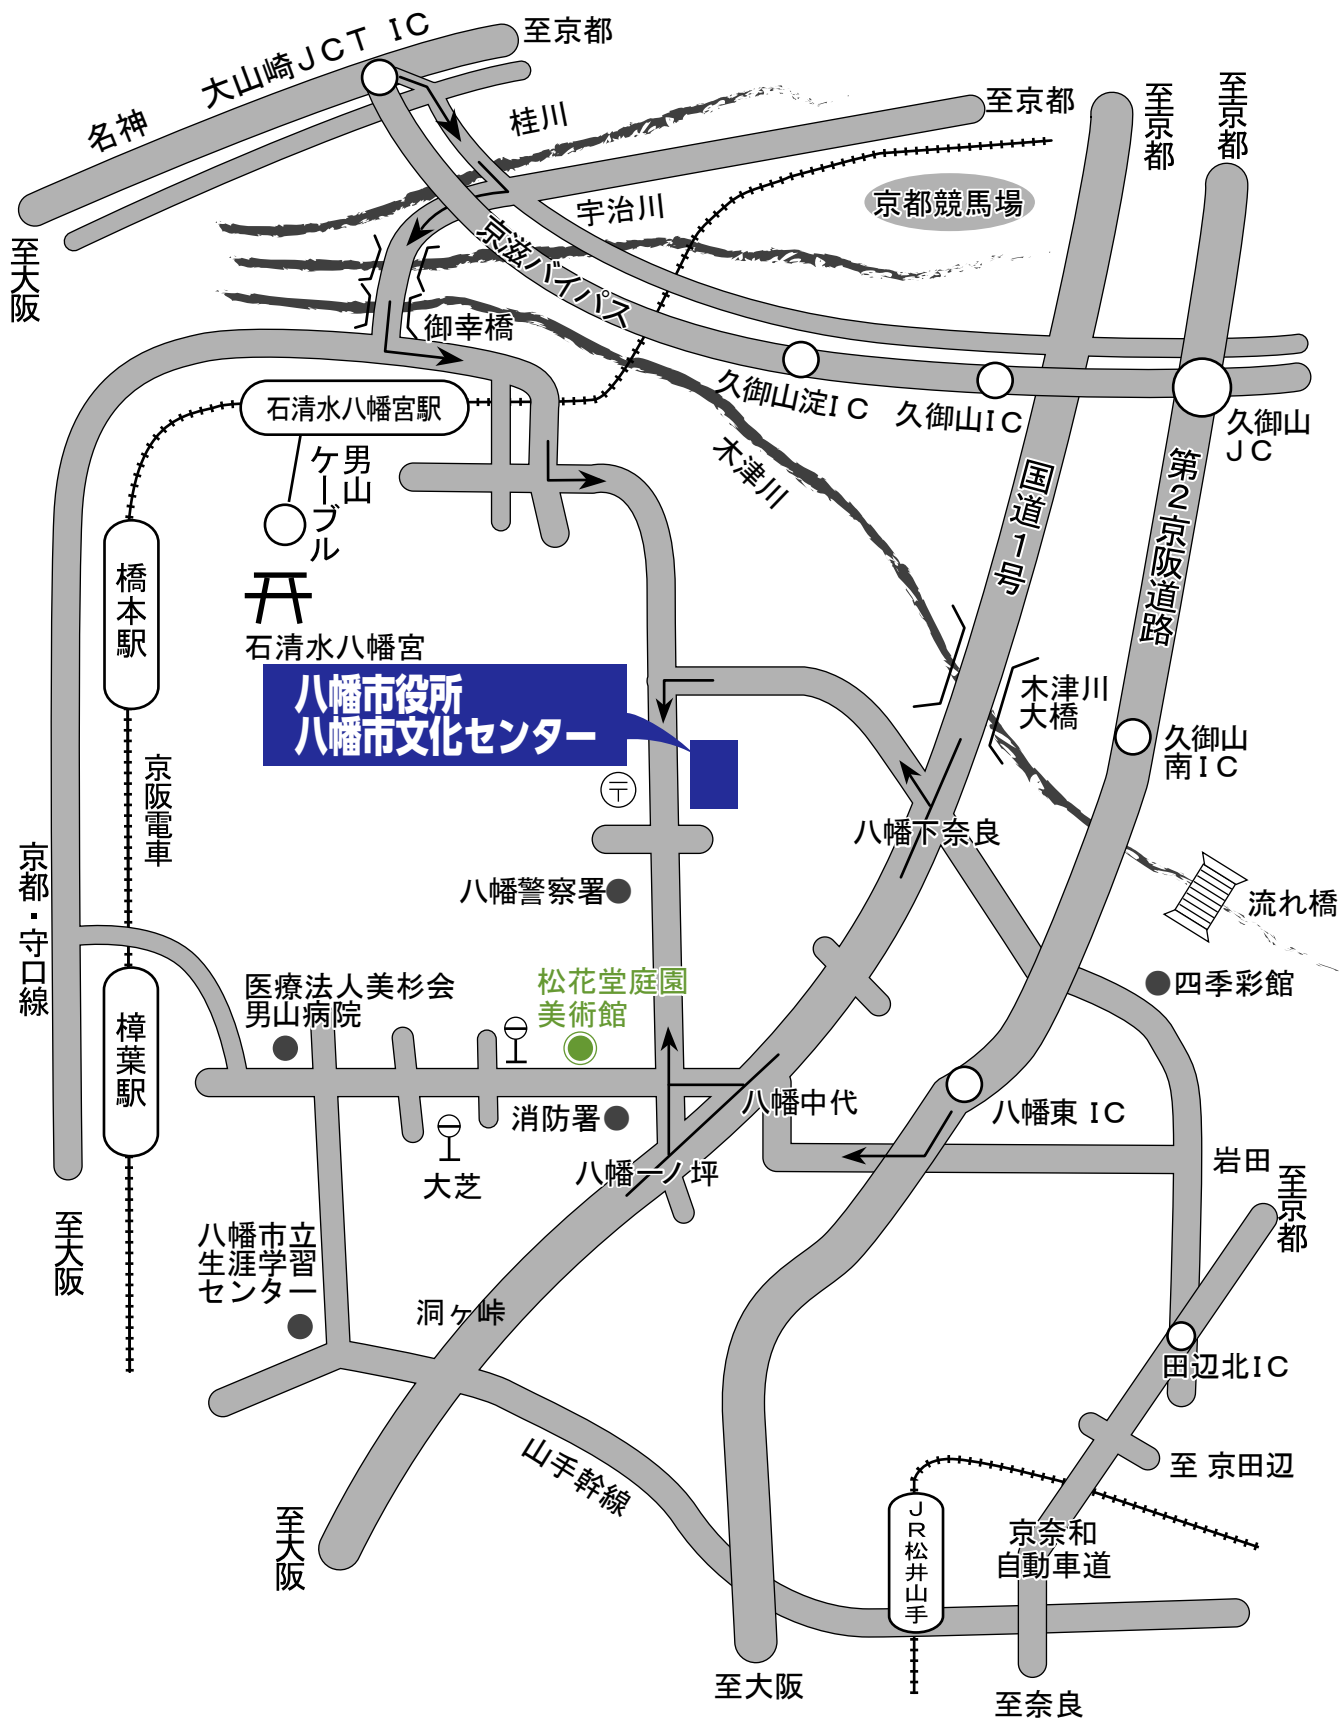 至京都
大山崎JCT IC
名神
至大阪
桂川
至京都
至京都
至京都
京都競馬場
宇治川
京滋バイパス
御幸橋
久御山淀IC
久御山IC
久御山
JC
石清水八幡宮駅
男山
ケーブル
石清水八幡宮
木津川
国道1号
第2京阪道路
橋本駅
八幡市役所
八幡市文化センター
〒
木津川
大橋
久御山
南IC
京阪電車
京都・守口線
八幡下奈良
八幡警察署
流れ橋
四季彩館
医療法人美杉会
男山病院
松花堂庭園
美術館
樟葉駅
消防署
大芝
八幡中代
八幡東 IC
八幡一ノ坪
岩田
至京都
至大阪
八幡市立
生涯学習
センター
洞ヶ峠
田辺北IC
山手幹線
至 京田辺
至大阪
JR松井山手
京奈和
自動車道
至大阪
至奈良